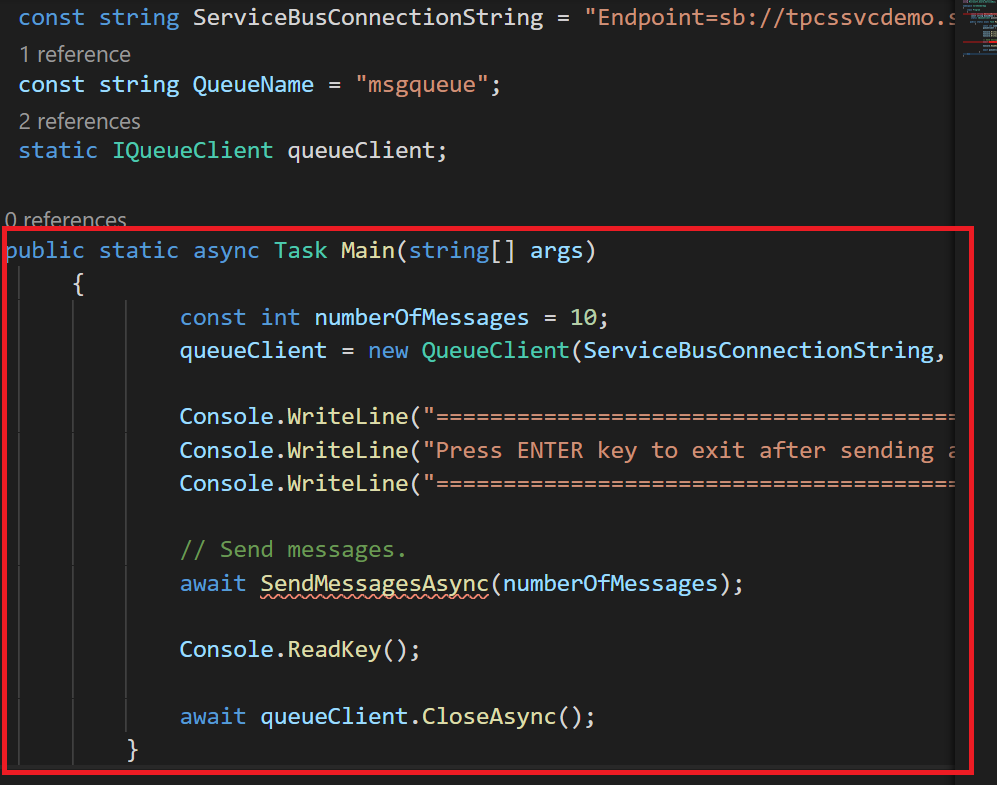 const string ServiceBusConnectionString = "Endpoint=sb://tpcssvcdemo.s
1 reference
const string QueueName = "msgqueue";
2 references
static IQueueClient queueClient;
0 references
public static async Task Main(string[] args)
{
const int numberOfMessages = 10;
queueClient = new QueueClient(ServiceBusConnectionString,
Console.WriteLine("=======================================
Console.WriteLine("Press ENTER key to exit after sending a
Console.WriteLine("=======================================
// Send messages.
await SendMessagesAsync(numberOfMessages);
Console.ReadKey();
await queueClient.CloseAsync();
}